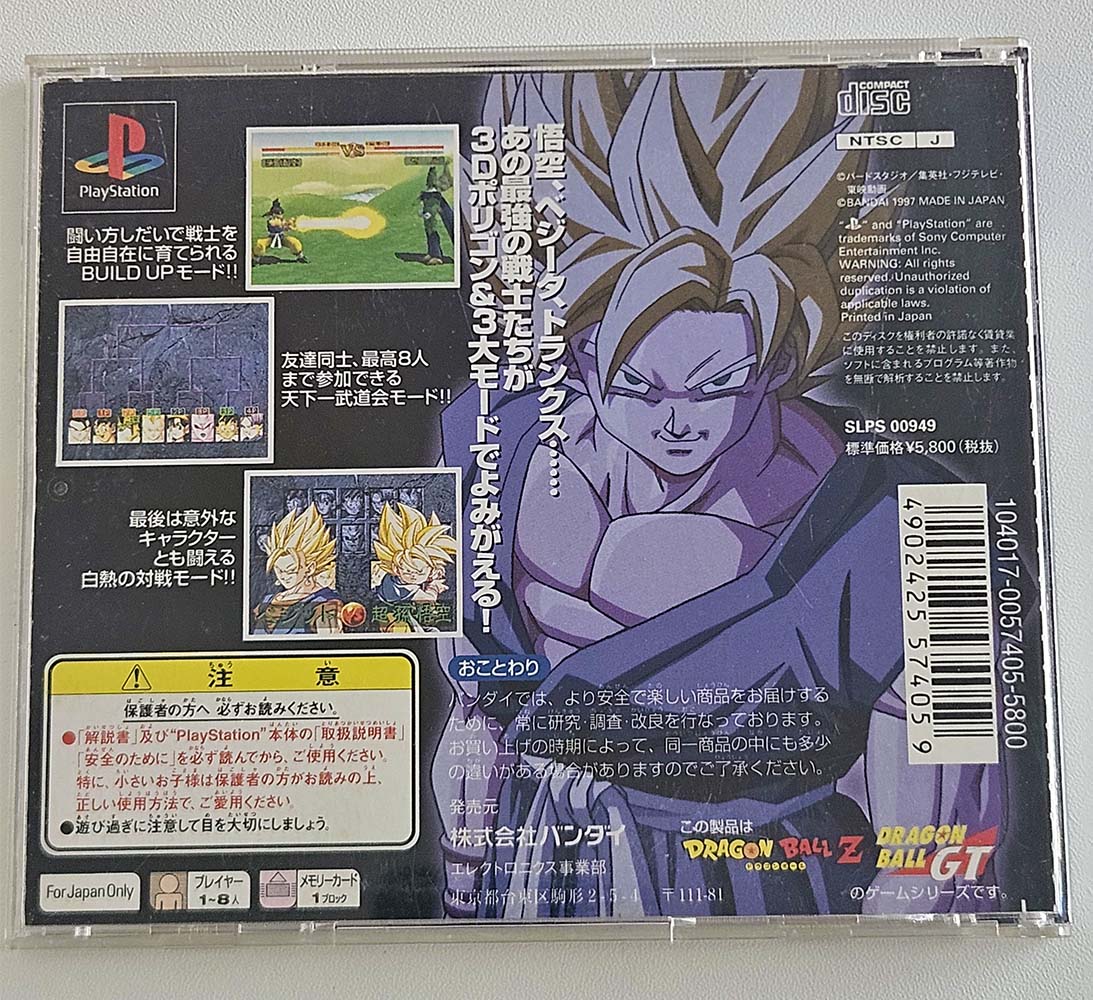 PlayStation
闘い方しだいで戦士を
自由自在に育てられる
BUILD UPモード!!
VS
友達同士、最高8人
まで参加できる
天下一武道会モード!!
最後は意外な
キャラクター
とも闘える
白熱の対戦モード!!
VS
超孫悟空
悟空、ベジータ、トランクス……
あの最強の戦士たちが
3Dポリゴン&3大モードでよみがえる!
COMPACT
disc
NTSC J
©バードスタジオ/集英社・フジテレビ・
東映動画
©BANDAI 1997 MADE IN JAPAN
" " and "PlayStation" are
trademarks of Sony Computer
Entertainment Inc.
WARNING: All rights
reserved. Unauthorized
duplication is a violation of
applicable laws.
Printed in Japan
このディスクを権利者の許諾なく賃貸業
に使用することを禁止します。また、
ソフトに含まれるプログラム等著作物
を無断で解析することを禁止します。
SLPS 00949
標準価格¥5,800(税抜)
4902425574059
104017-0057405-5800
注意
ちゅう い
保護者の方へ 必ずお読みください。
●「解説書」及び"PlayStation"本体の「取扱説明書」
「安全のために」を必ず読んでから、ご使用ください。
特に、小さいお子様は保護者の方がお読みの上、
正しい使用方法で、ご愛用ください。
●遊び過ぎに注意して目を大切にしましょう。
For Japan Only
プレイヤー
1~8人
メモリーカード
1ブロック
おことわり
バンダイでは、より安全で楽しい商品をお届けする
ために、常に研究・調査・改良を行なっております。
お買い上げの時期によって、同一商品の中にも多少
の違いがある場合がありますのでご了承ください。
発売元
株式会社バンダイ
エレクトロニクス事業部
東京都台東区駒形2-5-4 〒111-81
この製品は
DRAGON BALL Z
ドラゴンボール
DRAGON
BALL GT
のゲームシリーズです。